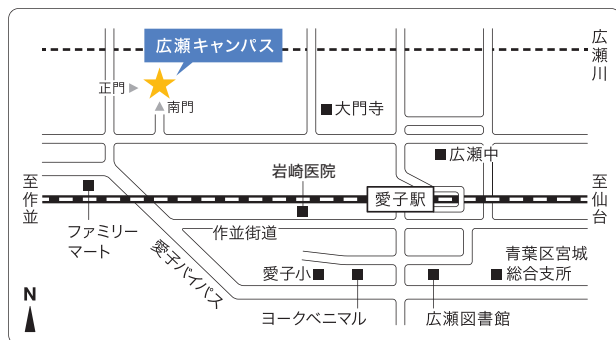 広瀬キャンパス
広瀬川
正門
南門
大門寺
広瀬中
岩崎医院
至作並
愛子駅
至仙台
ファミリー
マート
作並街道
愛子バイパス
青葉区宮城
総合支所
愛子小
ヨークベニマル
広瀬図書館
N